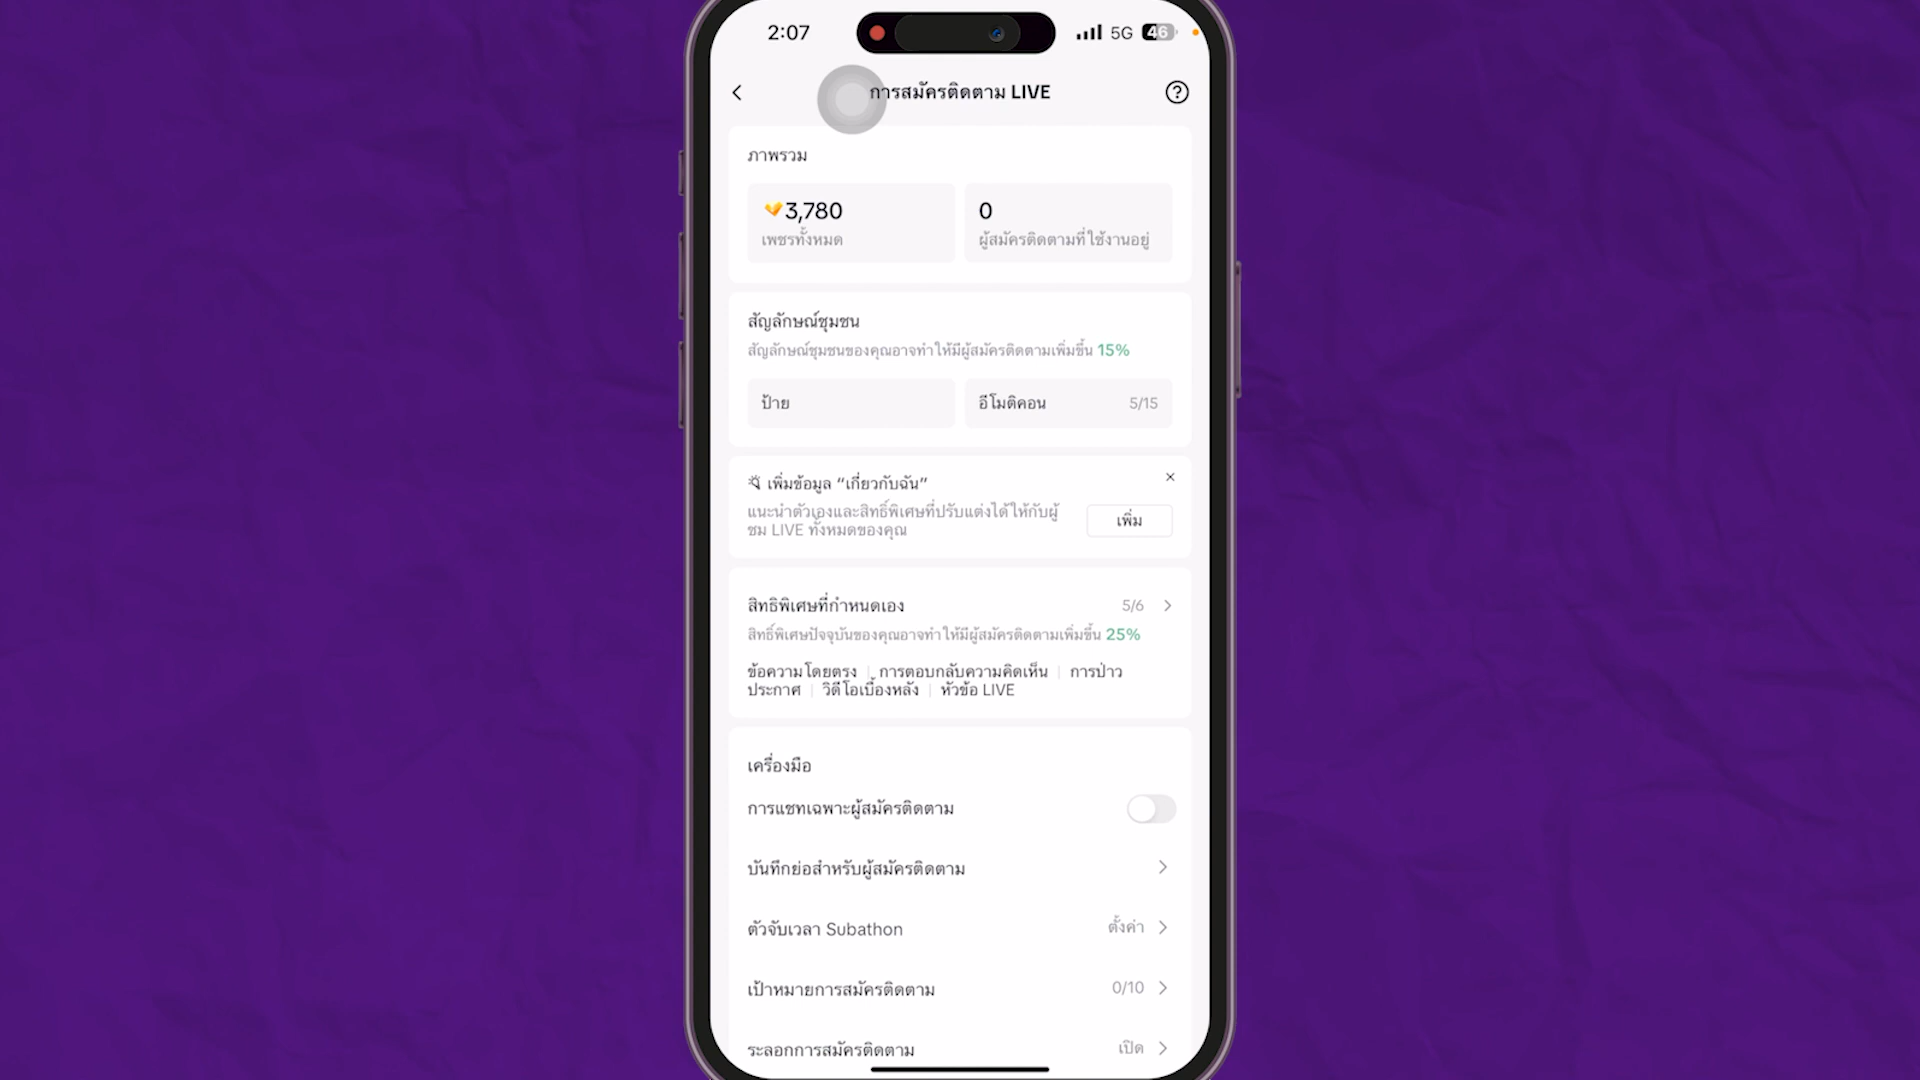 2:07
5G 46
การสมัครติดตาม LIVE
ภาพรวม
3,780
เพชรทั้งหมด
0
ผู้สมัครติดตามที่ใช้งานอยู่
สัญลักษณ์ชุมชน
สัญลักษณ์ชุมชนของคุณอาจทำให้มีผู้สมัครติดตามเพิ่มขึ้น 15%
ป้าย
อีโมติคอน 5/15
เพิ่มข้อมูล “เกี่ยวกับฉัน”
แนะนำตัวเองและสิทธิ์พิเศษที่ปรับแต่งได้ให้กับผู้
ชม LIVE ทั้งหมดของคุณ
เพิ่ม
สิทธิพิเศษที่กำหนดเอง 5/6
สิทธิ์พิเศษปัจจุบันของคุณอาจทำให้มีผู้สมัครติดตามเพิ่มขึ้น 25%
ข้อความโดยตรง | การตอบกลับความคิดเห็น | การป่าว
ประกาศ | วิดีโอเบื้องหลัง | หัวข้อ LIVE
เครื่องมือ
การแชทเฉพาะผู้สมัครติดตาม
บันทึกย่อสำหรับผู้สมัครติดตาม
ตัวจับเวลา Subathon ตั้งค่า
เป้าหมายการสมัครติดตาม 0/10
ระลอกการสมัครติดตาม เปิด